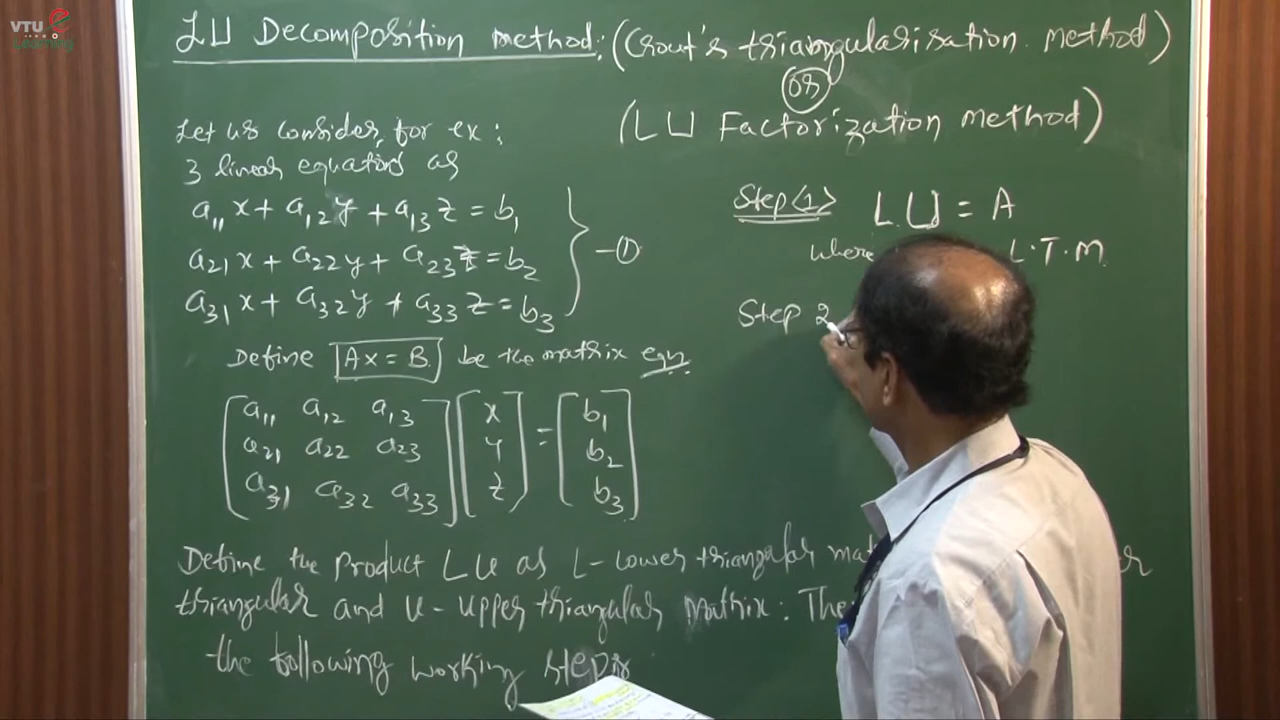 VTU e
Learning
LU Decomposition method: (Crout's triangularisation method)
or
(LU Factorization method)
Let us consider, for ex:
3 linear equations as
a11 x + a12 y + a13 z = b1
a21 x + a22 y + a23 z = b2
a31 x + a32 y + a33 z = b3
} - ①
Define Ax = B be the matrix eqn.
[a11 a12 a13] [x] = [b1]
[a21 a22 a23] [y] [b2]
[a31 a32 a33] [z] [b3]
Define the product LU as L-Lower triangular
triangular and U-Upper triangular Matrix:
the following working steps
Step <1> LU = A
where L.T.M.
Step 2